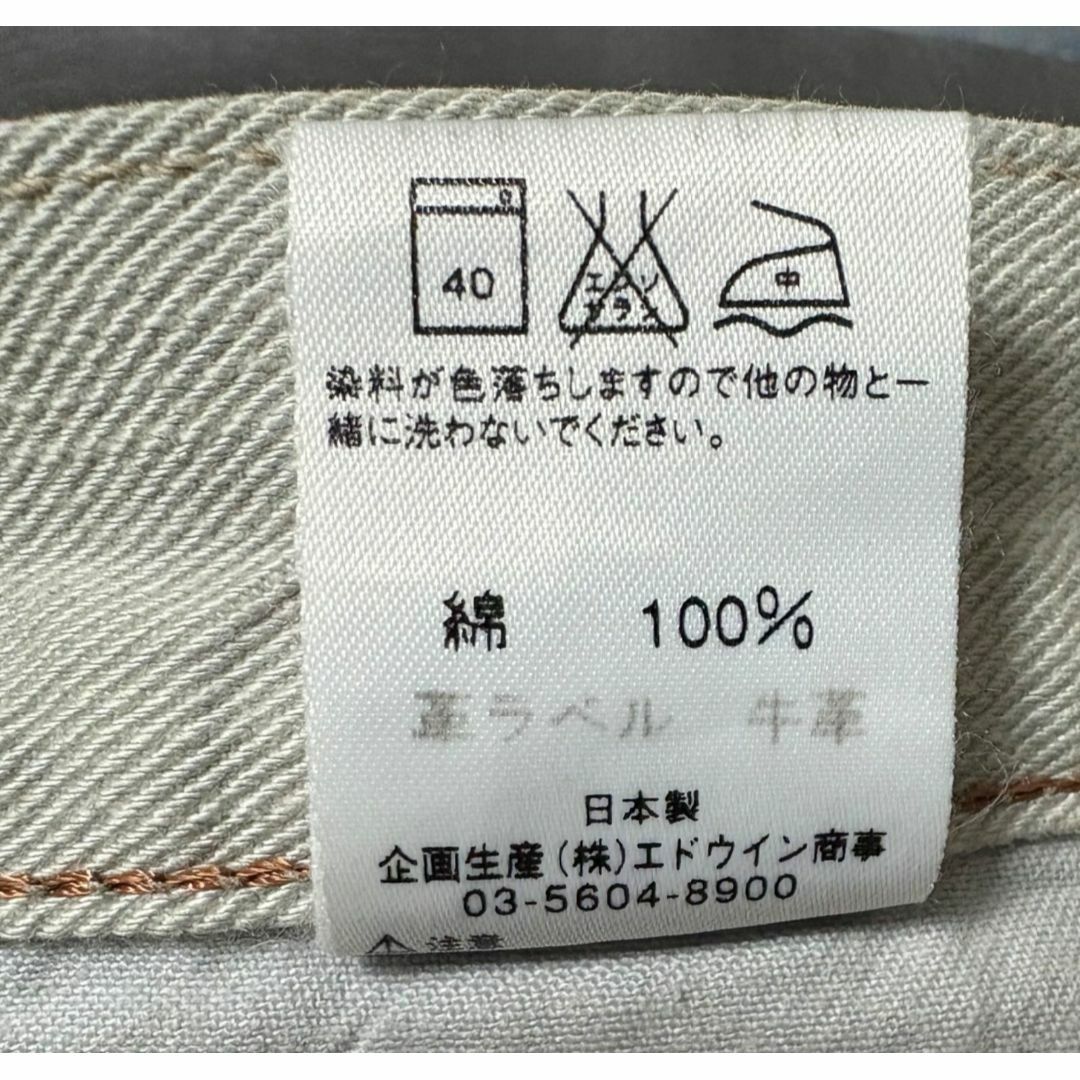 40
エンソ
サラシ
中
染料が色落ちしますので他の物と一
緒に洗わないでください。
綿 100%
革ラベル 牛革
日本製
企画生産(株)エドウイン商事
03-5604-8900
⚠注意